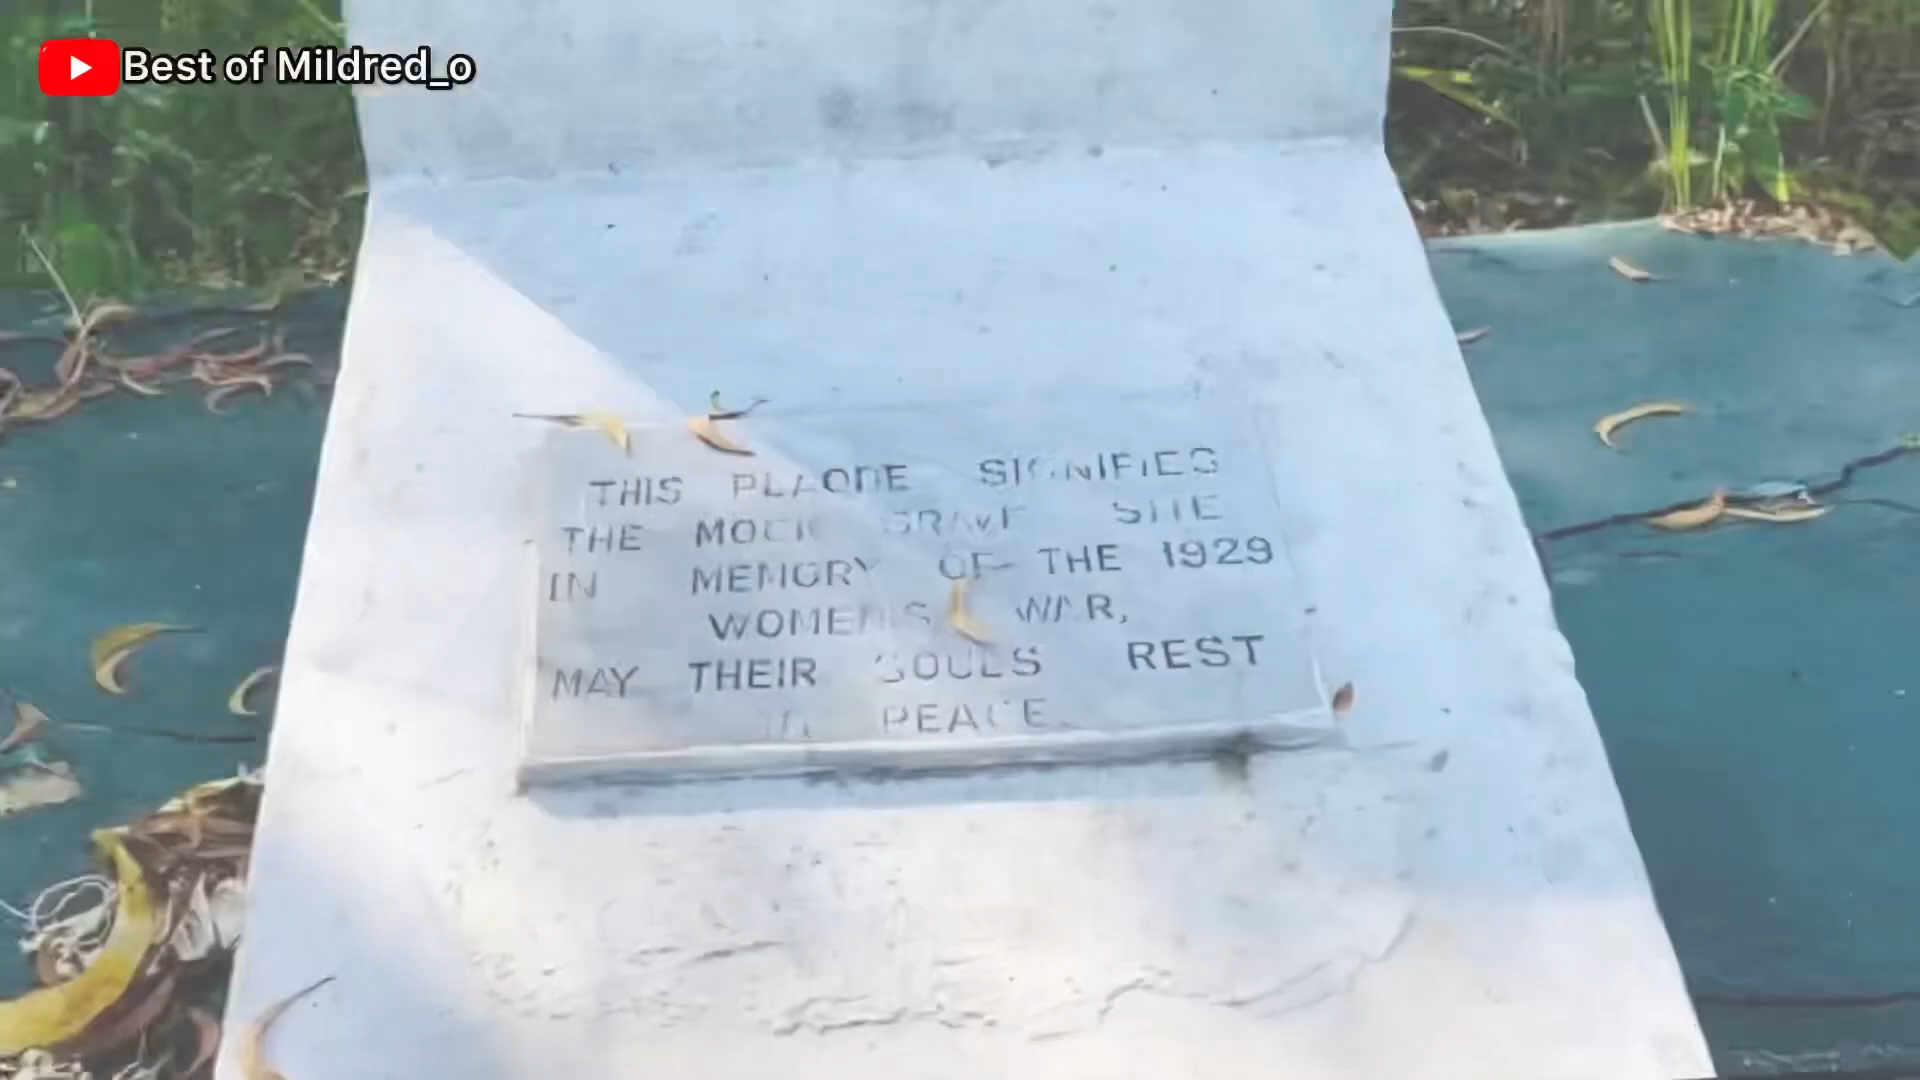 Best of Mildred_o
THIS PLAQUE SIGNIFIES
THE MOCK GRAVE SITE
IN MEMORY OF THE 1929
WOMEN'S WAR,
MAY THEIR SOULS REST
IN PEACE.